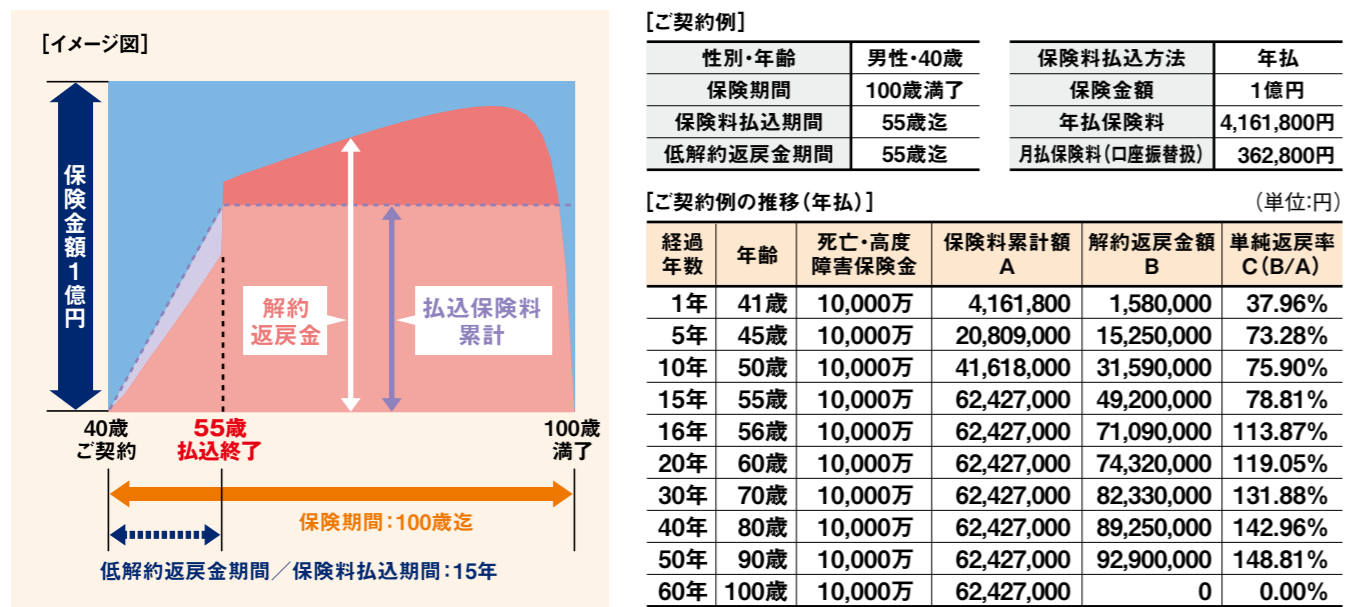 [イメージ図]
保険金額1億円
解約
返戻金
払込保険料
累計
40歳
ご契約
55歳
払込終了
100歳
満了
保険期間:100歳迄
低解約返戻金期間/保険料払込期間:15年
[ご契約例]
性別・年齢 男性・40歳
保険期間 100歳満了
保険料払込期間 55歳迄
低解約返戻金期間 55歳迄
保険料払込方法 年払
保険金額 1億円
年払保険料 4,161,800円
月払保険料(口座振替扱) 362,800円
[ご契約例の推移(年払)] (単位:円)
経過 年齢 死亡・高度 保険料累計額 解約返戻金額 単純返戻率
年数 障害保険金 A B C(B/A)
1年 41歳 10,000万 4,161,800 1,580,000 37.96%
5年 45歳 10,000万 20,809,000 15,250,000 73.28%
10年 50歳 10,000万 41,618,000 31,590,000 75.90%
15年 55歳 10,000万 62,427,000 49,200,000 78.81%
16年 56歳 10,000万 62,427,000 71,090,000 113.87%
20年 60歳 10,000万 62,427,000 74,320,000 119.05%
30年 70歳 10,000万 62,427,000 82,330,000 131.88%
40年 80歳 10,000万 62,427,000 89,250,000 142.96%
50年 90歳 10,000万 62,427,000 92,900,000 148.81%
60年 100歳 10,000万 62,427,000 0 0.00%